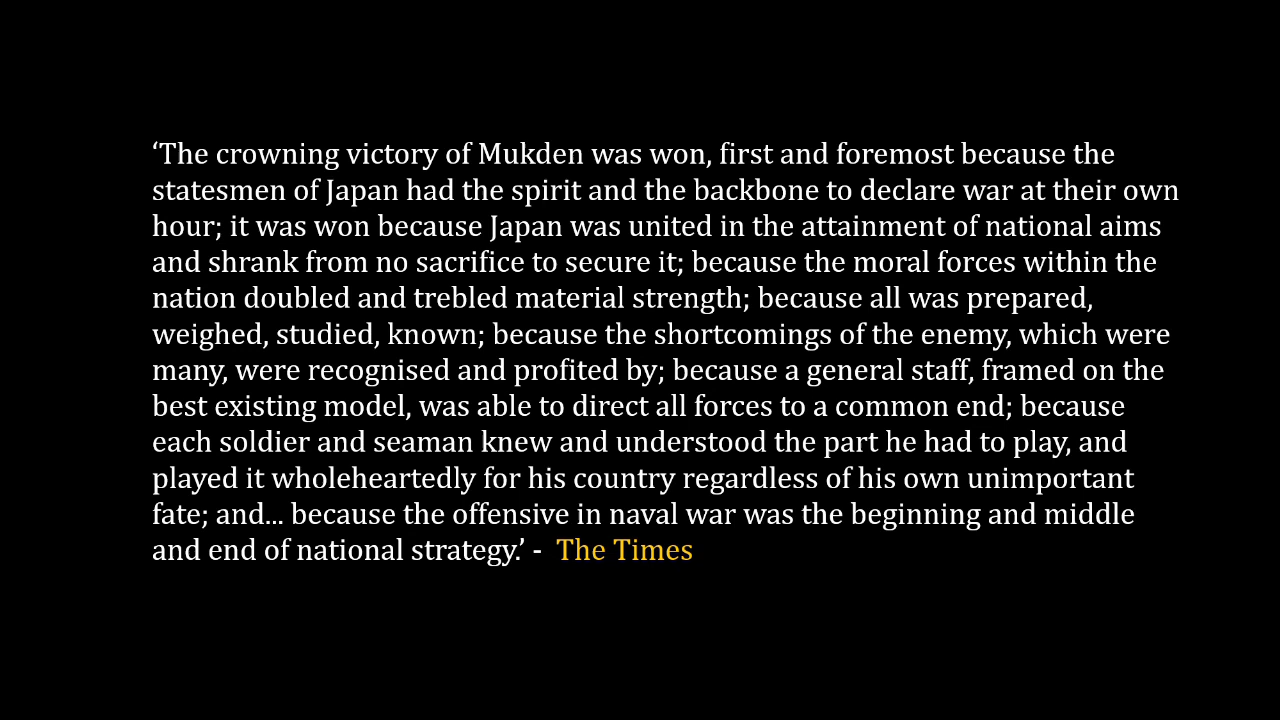 ‘The crowning victory of Mukden was won, first and foremost because the
statesmen of Japan had the spirit and the backbone to declare war at their own
hour; it was won because Japan was united in the attainment of national aims
and shrank from no sacrifice to secure it; because the moral forces within the
nation doubled and trebled material strength; because all was prepared,
weighed, studied, known; because the shortcomings of the enemy, which were
many, were recognised and profited by; because a general staff, framed on the
best existing model, was able to direct all forces to a common end; because
each soldier and seaman knew and understood the part he had to play, and
played it wholeheartedly for his country regardless of his own unimportant
fate; and... because the offensive in naval war was the beginning and middle
and end of national strategy.’ - The Times